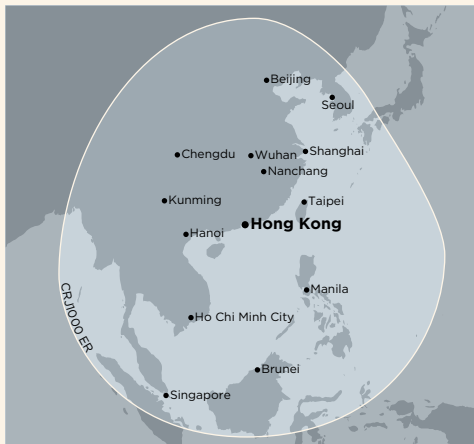 Beijing
Seoul
Chengdu
Wuhan
Shanghai
Nanchang
Kunming
Taipei
Hong Kong
Hanoi
Manila
CRJ1000 ER
Ho Chi Minh City
Brunei
Singapore